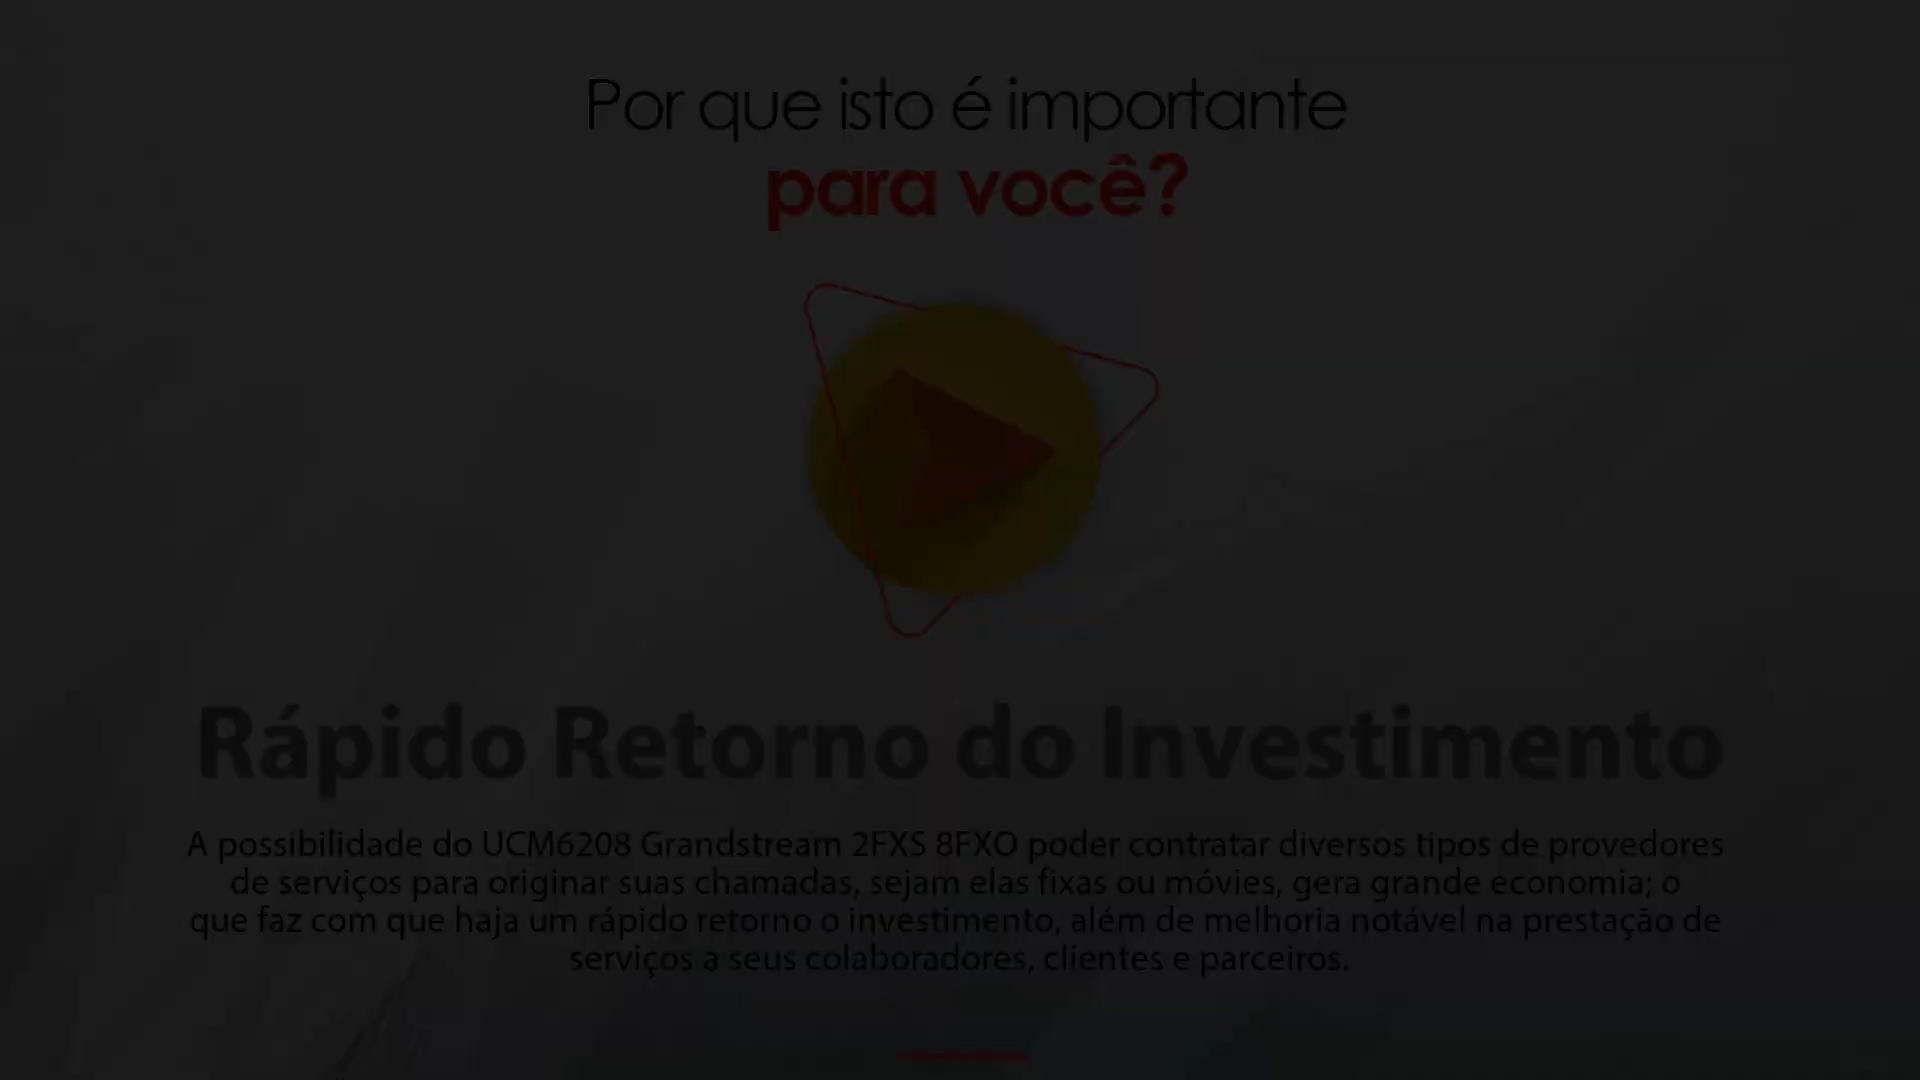 Por que isto é importante
para você?
Rápido Retorno do Investimento
A possibilidade do UCM6208 Grandstream 2FXS 8FXO poder contratar diversos tipos de provedores
de serviços para originar suas chamadas, sejam elas fixas ou móvies, gera grande economia; o
que faz com que haja um rápido retorno o investimento, além de melhoria notável na prestação de
serviços a seus colaboradores, clientes e parceiros.